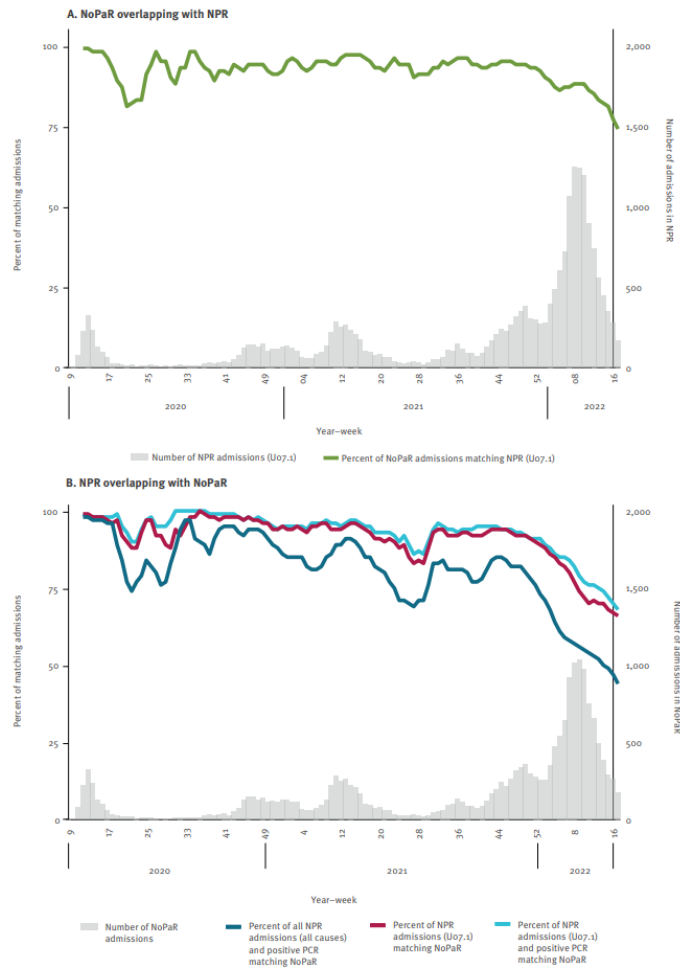 A. NoPaR overlapping with NPR
Percent of matching admissions
100
75
50
25
0
2,000
1,500
1,000
500
0
Number of admissions in NPR
9 17 25 33 41 49 04 12 20 28 36 44 52 08 16
2020 2021 2022
Year–week
Number of NPR admissions (U07.1) Percent of NoPaR admissions matching NPR (U07.1)
B. NPR overlapping with NoPaR
Percent of matching admissions
100
75
50
25
0
2,000
1,500
1,000
500
0
Number of admissions in NoPaR
9 17 25 33 41 49 4 12 20 28 36 44 52 8 16
2020 2021 2022
Year–week
Number of NoPaR
admissions
Percent of all NPR
admissions (all causes)
and positive PCR
matching NoPaR
Percent of NPR
admissions (U07.1)
matching NoPaR
Percent of NPR
admissions (U07.1)
and positive PCR
matching NoPaR